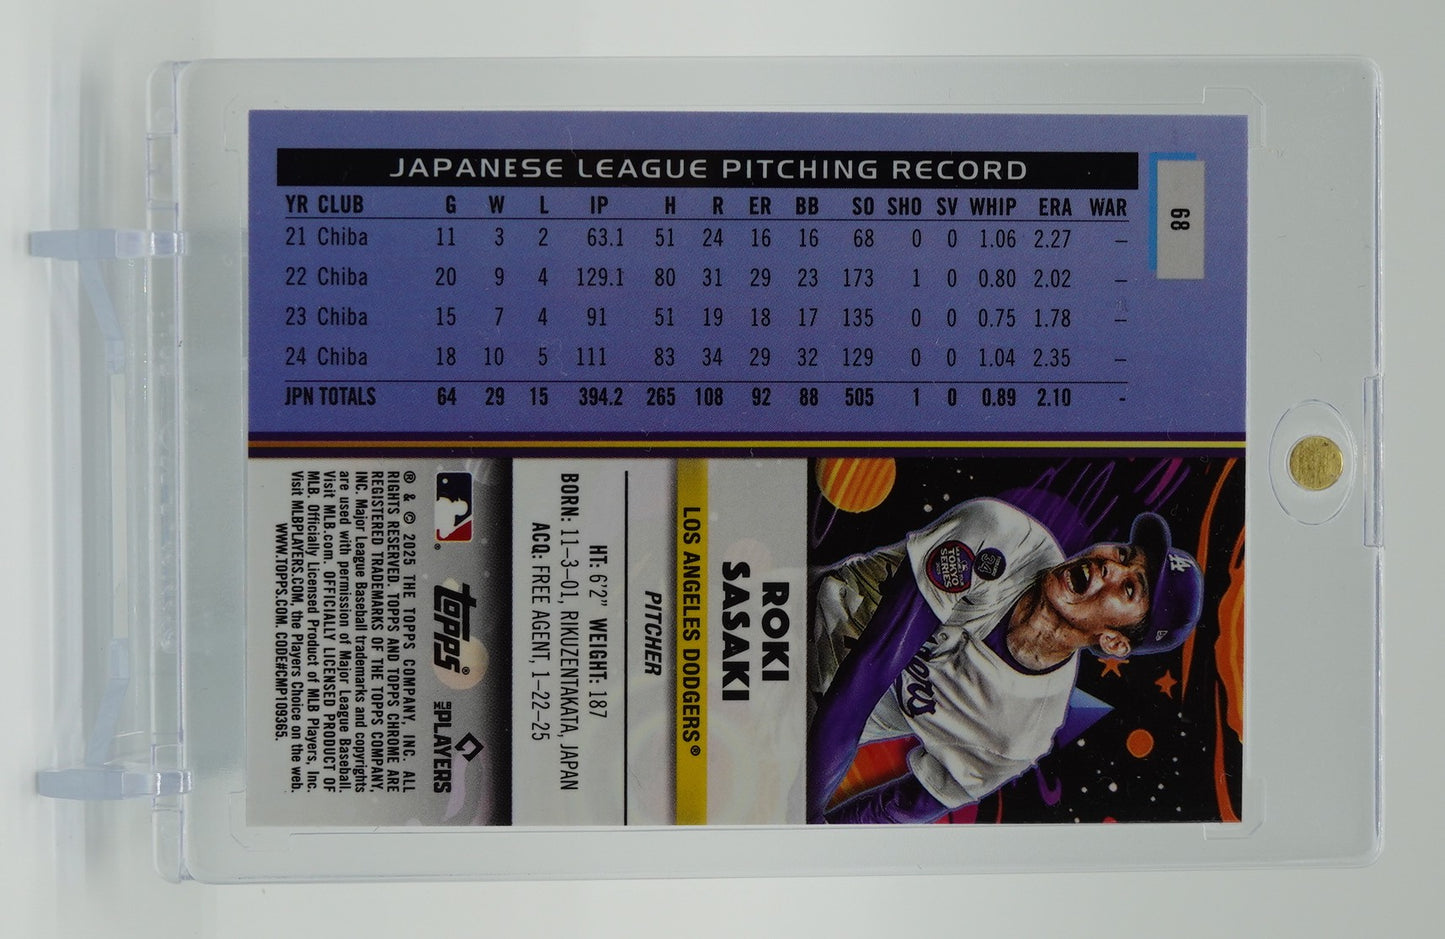 JAPANESE LEAGUE PITCHING RECORD
YR CLUB G W L IP H R ER BB SO SHO SV WHIP ERA WAR
21 Chiba 11 3 2 63.1 51 24 16 16 68 0 0 1.06 2.27 –
22 Chiba 20 9 4 129.1 80 31 29 23 173 1 0 0.80 2.02 –
23 Chiba 15 7 4 91 51 19 18 17 135 0 0 0.75 1.78 –
24 Chiba 18 10 5 111 83 34 29 32 129 0 0 1.04 2.35 –
JPN TOTALS 64 29 15 394.2 265 108 92 88 505 1 0 0.89 2.10 -
68
34
TOKYO
SERIES
LA
ROKI
SASAKI
LOS ANGELES DODGERS®
PITCHER
HT: 6'2" WEIGHT: 187
BORN: 11-3-01, RIKUZENTAKATA, JAPAN
ACQ: FREE AGENT, 1-22-25
topps®
MLB PLAYERS
® & © 2025 THE TOPPS COMPANY, INC. ALL
RIGHTS RESERVED. TOPPS AND TOPPS CHROME ARE
REGISTERED TRADEMARKS OF THE TOPPS COMPANY,
INC. Major League Baseball trademarks and copyrights
are used with permission of Major League Baseball.
Visit MLB.com. OFFICIALLY LICENSED PRODUCT OF
MLB. Officially Licensed Product of MLB Players, Inc.
Visit MLBPLAYERS.COM, the Players Choice on the web.
WWW.TOPPS.COM. CODE#CMP109365.